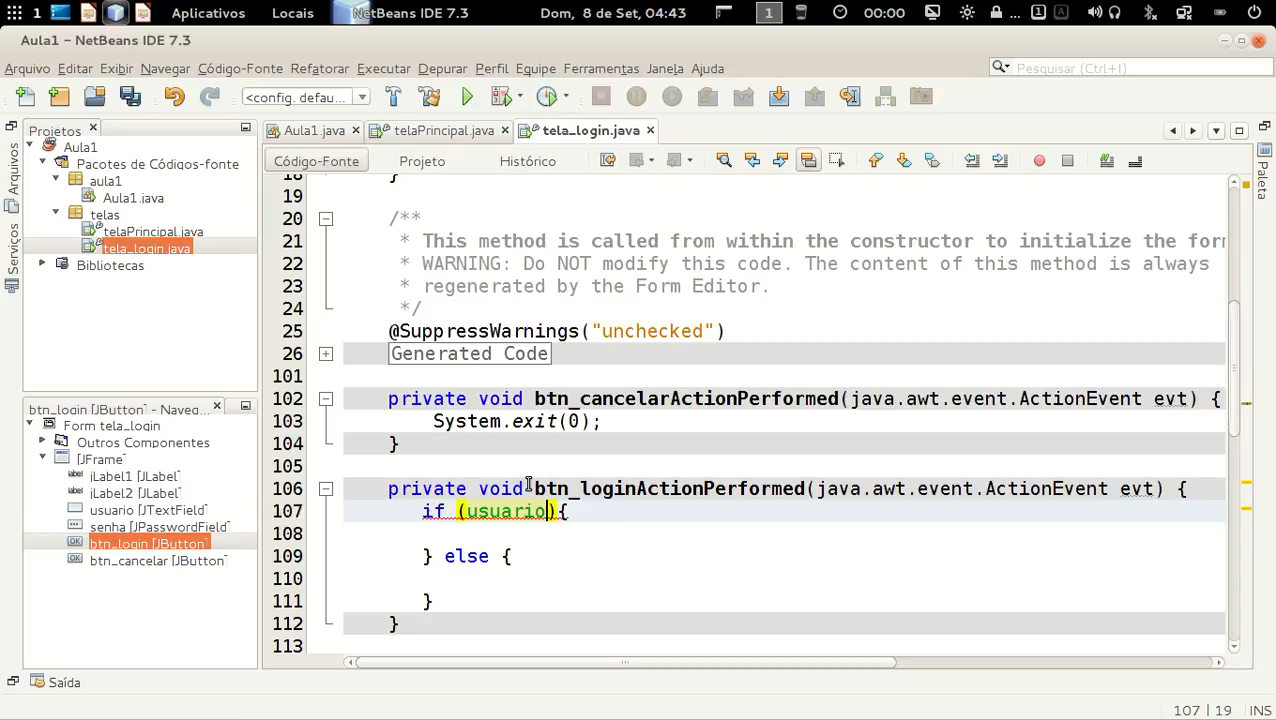 1 Aplicativos Locais NetBeans IDE 7.3 Dom, 8 de Set, 04:43 1 00:00 ... 1 A
Aula1 – NetBeans IDE 7.3
Arquivo Editar Exibir Navegar Código-Fonte Refatorar Executar Depurar Perfil Equipe Ferramentas Janela Ajuda
Pesquisar (Ctrl+I)
<config. defau...
Projetos
Aula1.java telaPrincipal.java tela_login.java
Arquivos
Serviços
Paleta
Aula1
Pacotes de Códigos-fonte
aula1
Aula1.java
telas
telaPrincipal.java
tela_login.java
Bibliotecas
Código-Fonte Projeto Histórico
18 }
19
20 /**
21 * This method is called from within the constructor to initialize the for
22 * WARNING: Do NOT modify this code. The content of this method is always
23 * regenerated by the Form Editor.
24 */
25 @SuppressWarnings("unchecked")
26 Generated Code
101
102 private void btn_cancelarActionPerformed(java.awt.event.ActionEvent evt) {
103 System.exit(0);
104 }
105
106 private void btn_loginActionPerformed(java.awt.event.ActionEvent evt) {
107 if (usuario){
108
109 } else {
110
111 }
112 }
113
btn_login [JButton] - Naveg...
Form tela_login
Outros Componentes
[JFrame]
jLabel1 [JLabel]
jLabel2 [JLabel]
usuario [JTextField]
senha [JPasswordField]
btn_login [JButton]
btn_cancelar [JButton]
Saída
107 | 19 INS